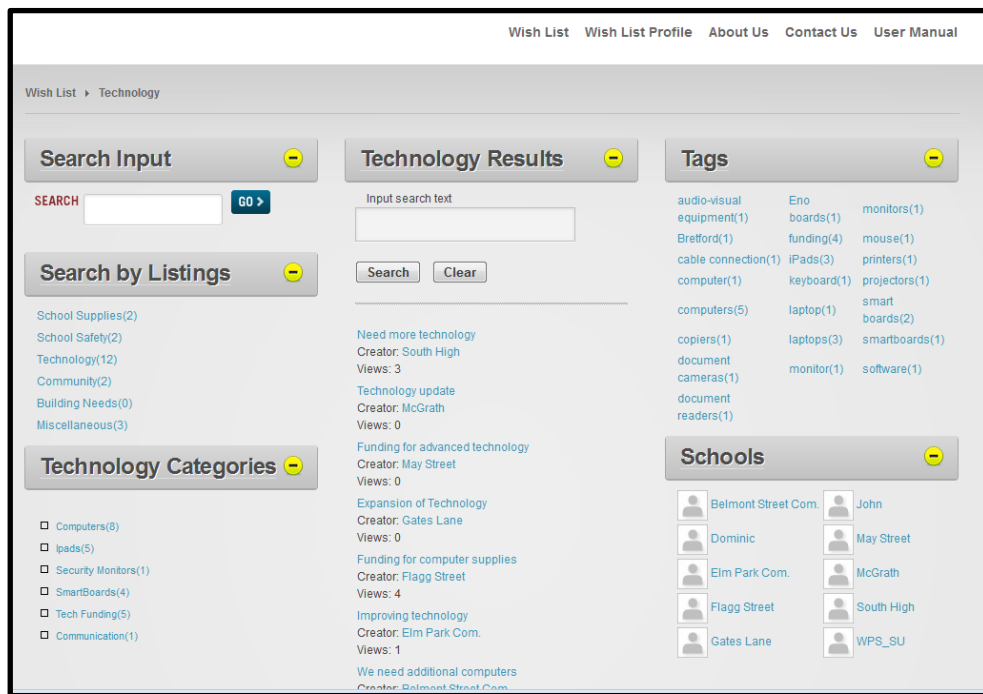 Wish List Wish List Profile About Us Contact Us User Manual
Wish List Technology
Search Input
SEARCH GO >
Search by Listings
School Supplies(2)
School Safety(2)
Technology(12)
Community(2)
Building Needs(0)
Miscellaneous(3)
Technology Categories
Computers(8)
Ipads(5)
Security Monitors(1)
SmartBoards(4)
Tech Funding(5)
Communication(1)
Technology Results
Input search text
Search Clear
Need more technology
Creator: South High
Views: 3
Technology update
Creator: McGrath
Views: 0
Funding for advanced technology
Creator: May Street
Views: 0
Expansion of Technology
Creator: Gates Lane
Views: 0
Funding for computer supplies
Creator: Flagg Street
Views: 4
Improving technology
Creator: Elm Park Com.
Views: 1
We need additional computers
Creator: Belmont Street Com.
Tags
audio-visual Eno
equipment(1) boards(1) monitors(1)
Bretford(1) funding(4) mouse(1)
cable connection(1) iPads(3) printers(1)
computer(1) keyboard(1) projectors(1)
computers(5) laptop(1) smart
boards(2)
copiers(1) laptops(3) smartboards(1)
document
cameras(1) monitor(1) software(1)
document
readers(1)
Schools
Belmont Street Com. John
Dominic May Street
Elm Park Com. McGrath
Flagg Street South High
Gates Lane WPS_SU